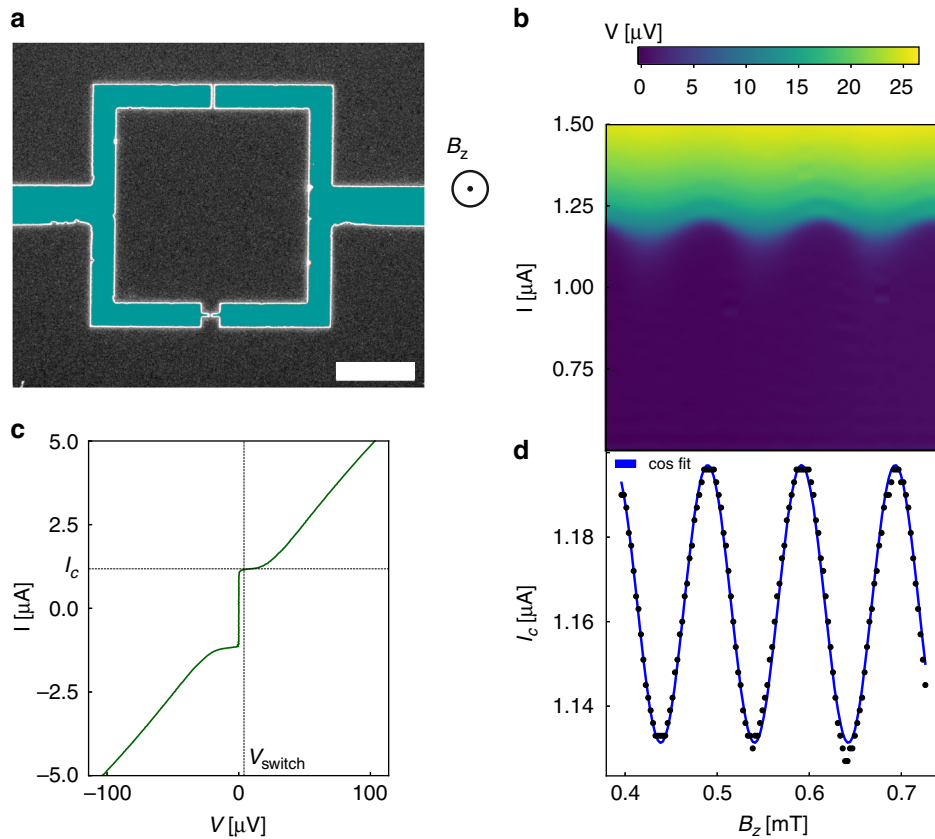 a
b
V [μV]
0 5 10 15 20 25
B_z
1.50
1.25
1.00
0.75
I [μA]
c
5.0
2.5
I_c
0.0
−2.5
−5.0
I [μA]
V_switch
−100 0 100
V [μV]
d
cos fit
1.18
1.16
1.14
I_c [μA]
0.4 0.5 0.6 0.7
B_z [mT]